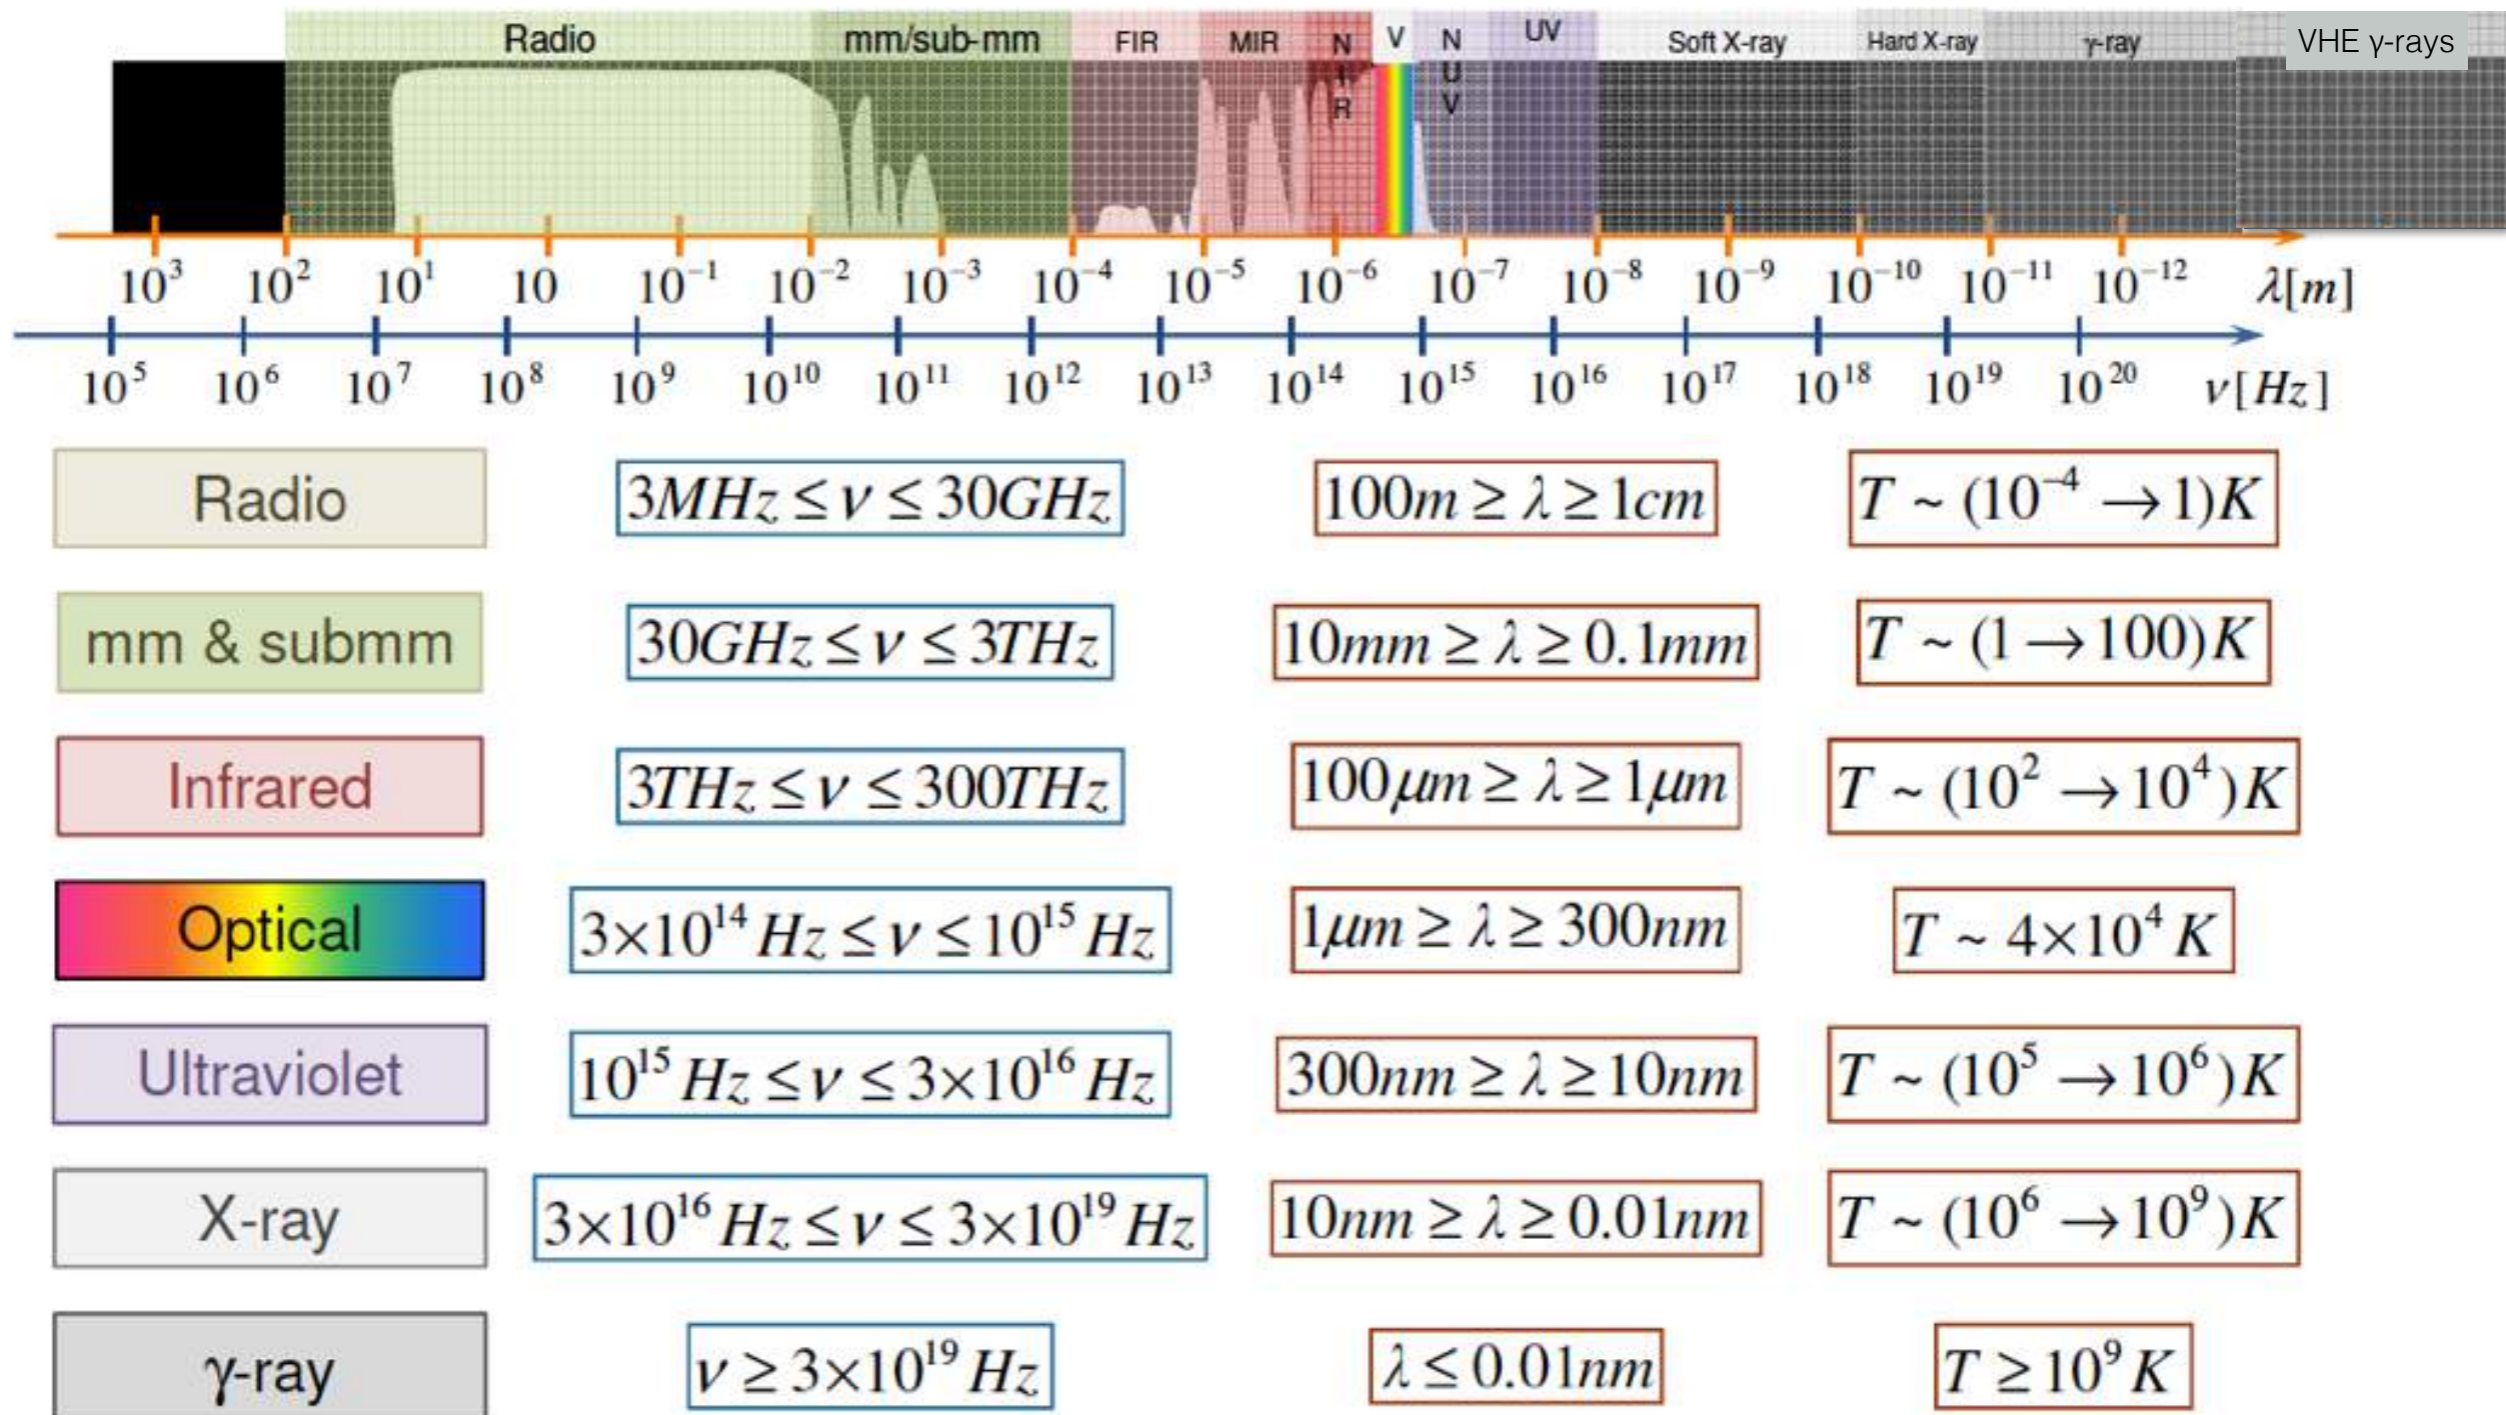 Radio mm/sub-mm FIR MIR NIR V NUV UV Soft X-ray Hard X-ray γ-ray VHE γ-rays
10³ 10² 10¹ 10 10⁻¹ 10⁻² 10⁻³ 10⁻⁴ 10⁻⁵ 10⁻⁶ 10⁻⁷ 10⁻⁸ 10⁻⁹ 10⁻¹⁰ 10⁻¹¹ 10⁻¹² λ[m]
10⁵ 10⁶ 10⁷ 10⁸ 10⁹ 10¹⁰ 10¹¹ 10¹² 10¹³ 10¹⁴ 10¹⁵ 10¹⁶ 10¹⁷ 10¹⁸ 10¹⁹ 10²⁰ ν[Hz]
Radio 3MHz ≤ ν ≤ 30GHz 100m ≥ λ ≥ 1cm T ~ (10⁻⁴ → 1)K
mm & submm 30GHz ≤ ν ≤ 3THz 10mm ≥ λ ≥ 0.1mm T ~ (1 → 100)K
Infrared 3THz ≤ ν ≤ 300THz 100μm ≥ λ ≥ 1μm T ~ (10² → 10⁴)K
Optical 3×10¹⁴ Hz ≤ ν ≤ 10¹⁵ Hz 1μm ≥ λ ≥ 300nm T ~ 4×10⁴ K
Ultraviolet 10¹⁵ Hz ≤ ν ≤ 3×10¹⁶ Hz 300nm ≥ λ ≥ 10nm T ~ (10⁵ → 10⁶)K
X-ray 3×10¹⁶ Hz ≤ ν ≤ 3×10¹⁹ Hz 10nm ≥ λ ≥ 0.01nm T ~ (10⁶ → 10⁹)K
γ-ray ν ≥ 3×10¹⁹ Hz λ ≤ 0.01nm T ≥ 10⁹ K